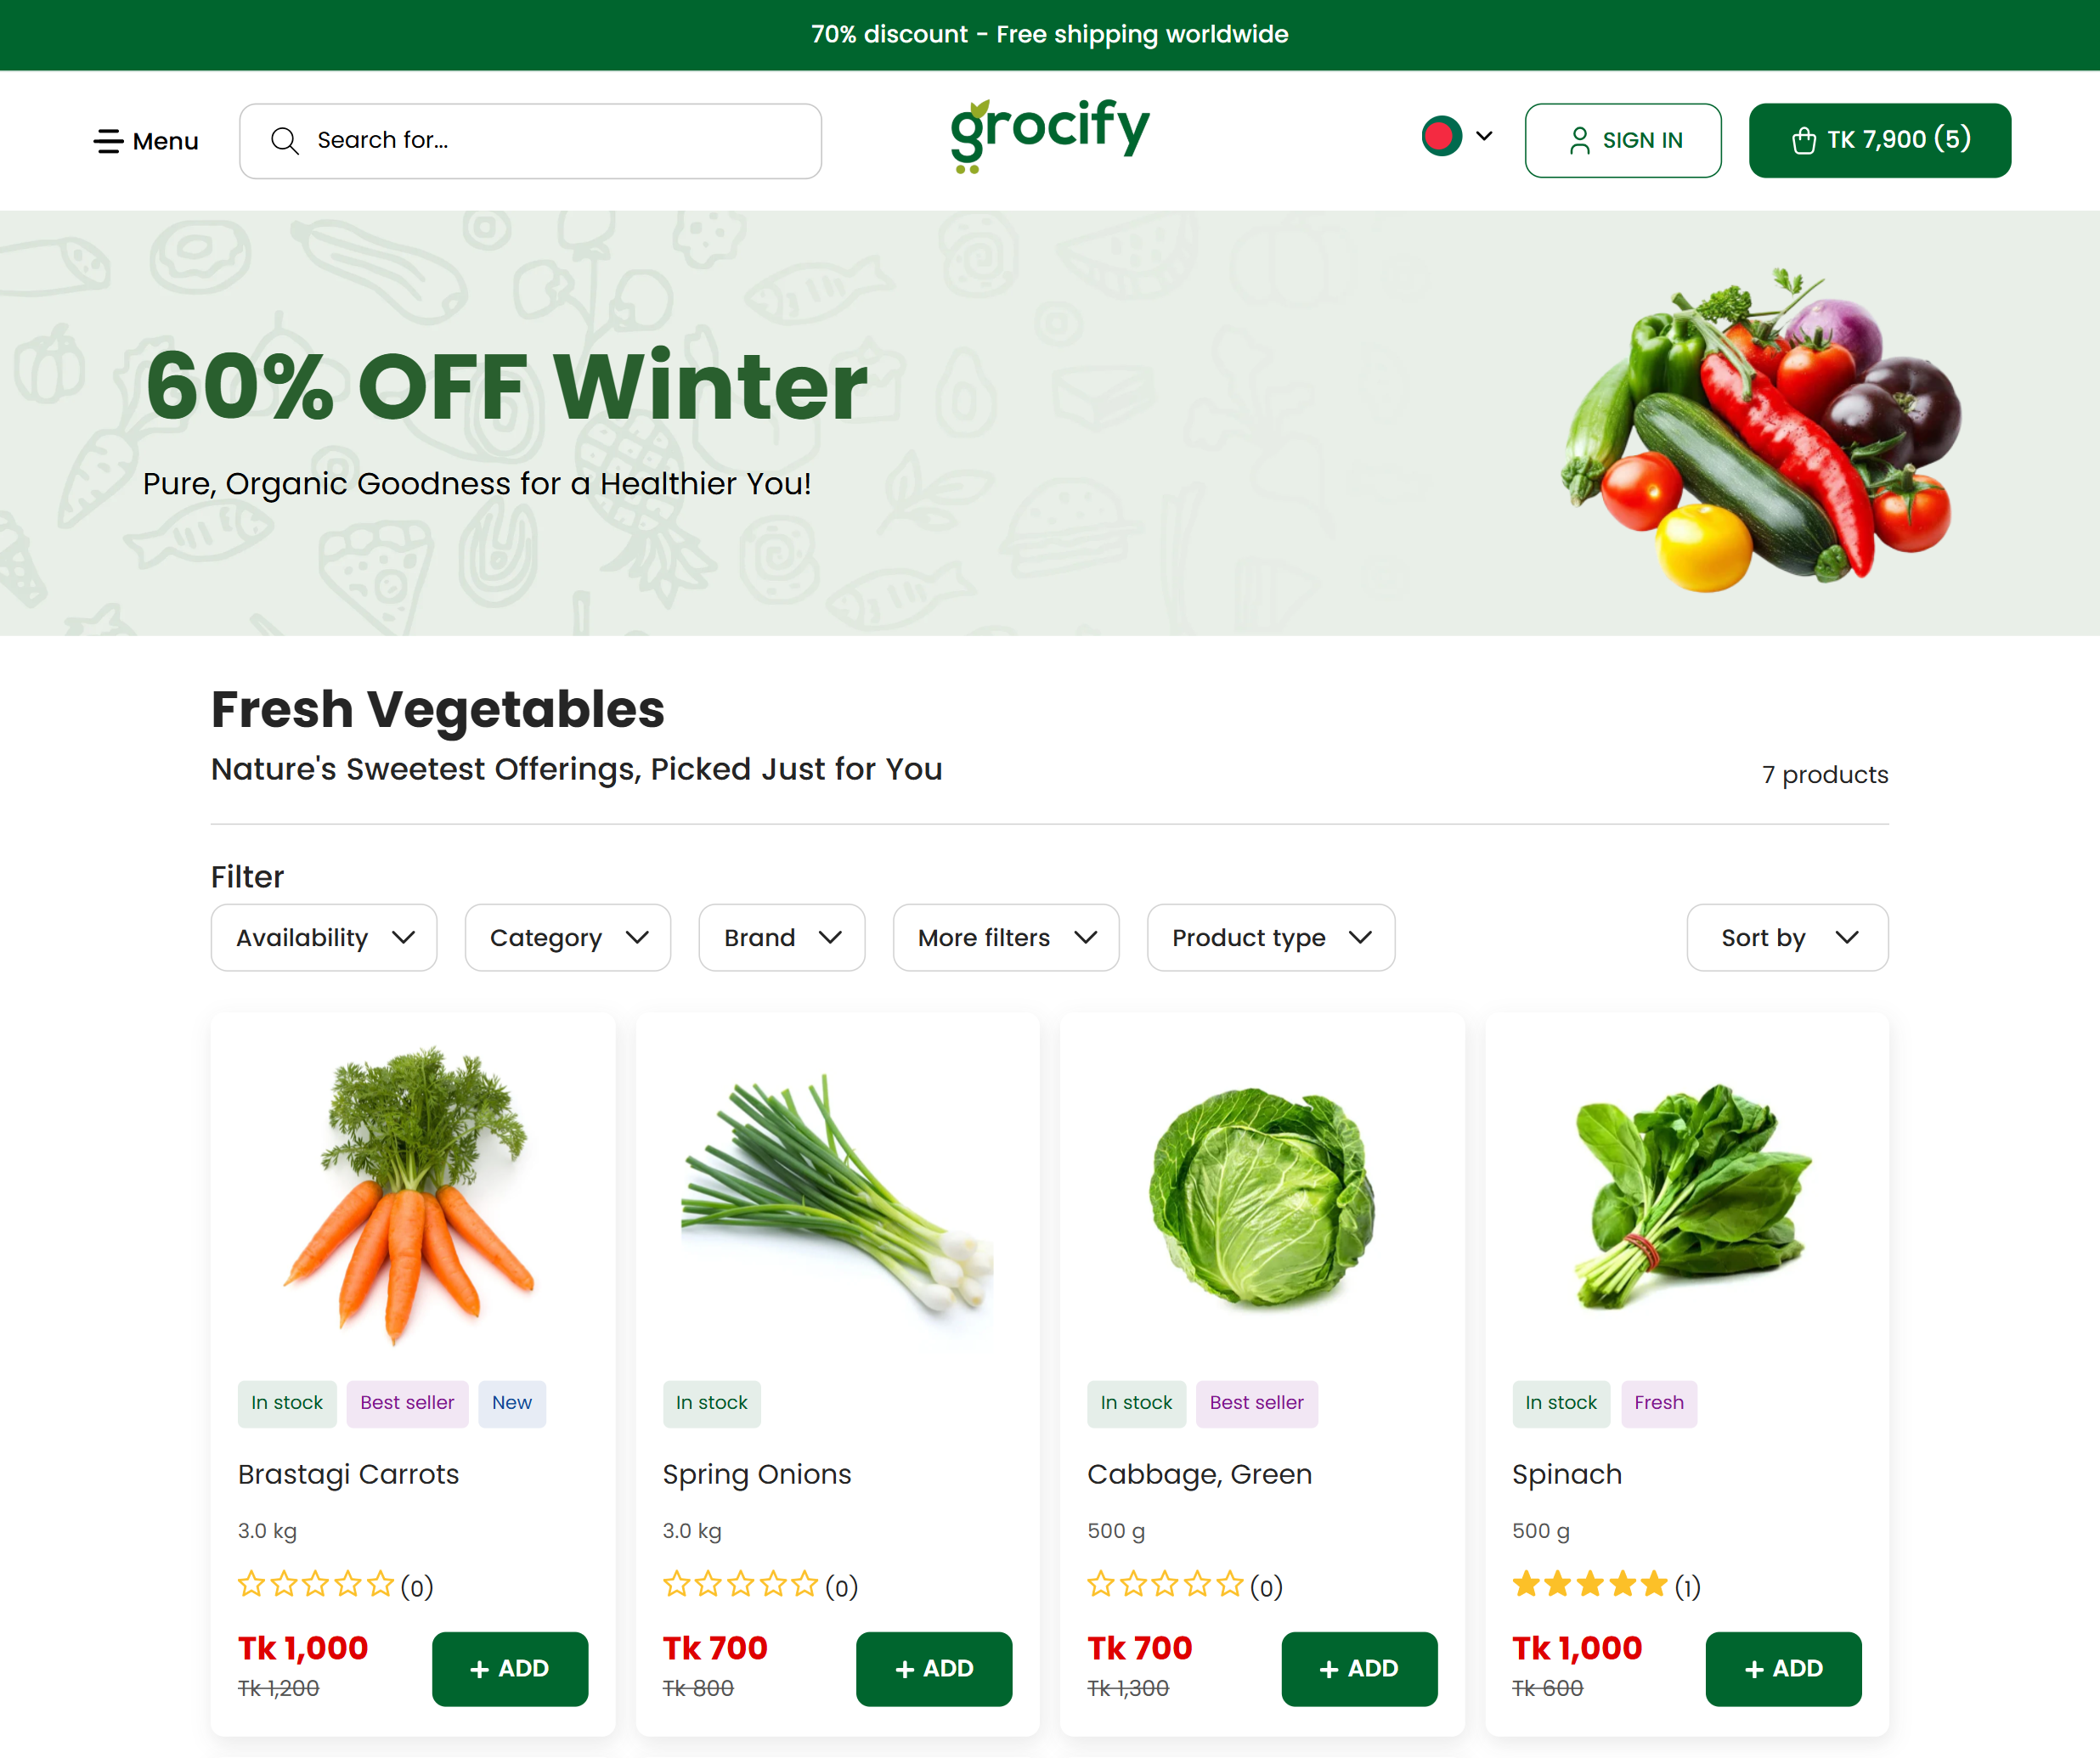 70% discount - Free shipping worldwide
Menu
Search for...
grocify
SIGN IN
TK 7,900 (5)
60% OFF Winter
Pure, Organic Goodness for a Healthier You!
Fresh Vegetables
Nature's Sweetest Offerings, Picked Just for You
7 products
Filter
Availability
Category
Brand
More filters
Product type
Sort by
In stock Best seller New
Brastagi Carrots
3.0 kg
(0)
Tk 1,000
Tk 1,200
+ ADD
In stock
Spring Onions
3.0 kg
(0)
Tk 700
Tk 800
+ ADD
In stock Best seller
Cabbage, Green
500 g
(0)
Tk 700
Tk 1,300
+ ADD
In stock Fresh
Spinach
500 g
(1)
Tk 1,000
Tk 600
+ ADD